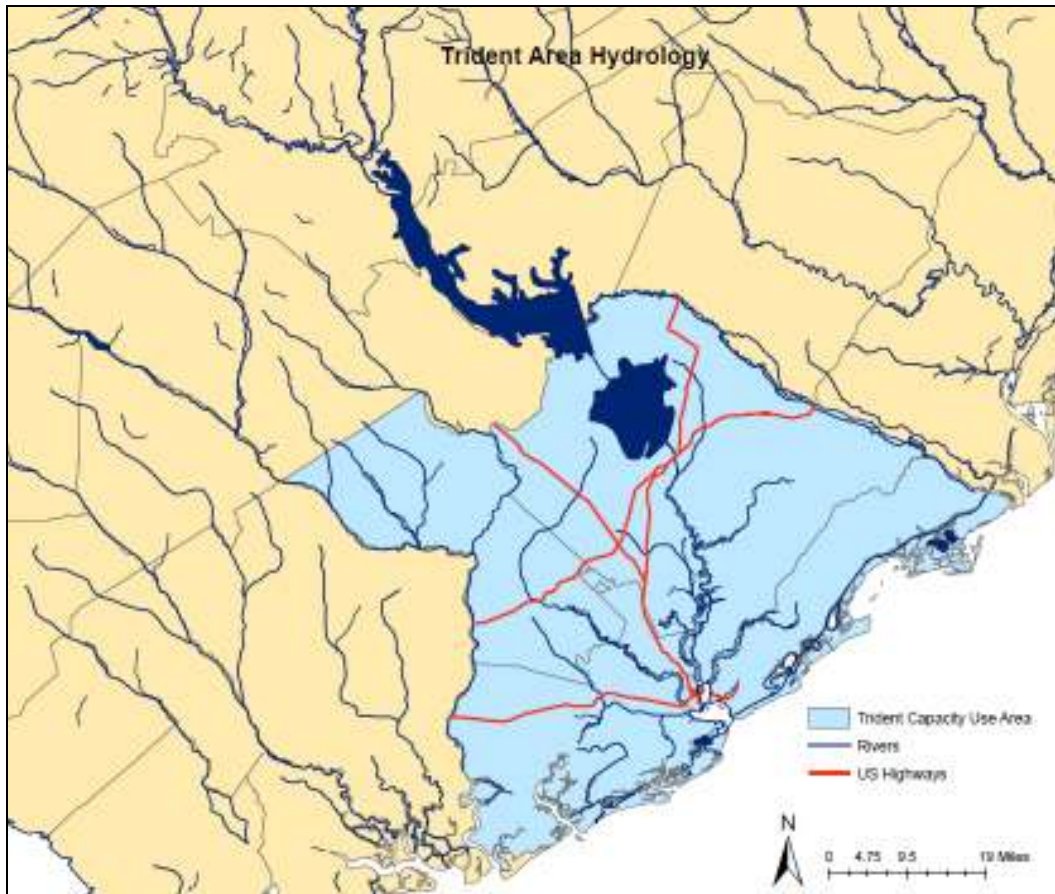 Trident Area Hydrology
Trident Capacity Use Area
Rivers
US Highways
N
0 4.75 9.5 19 Miles